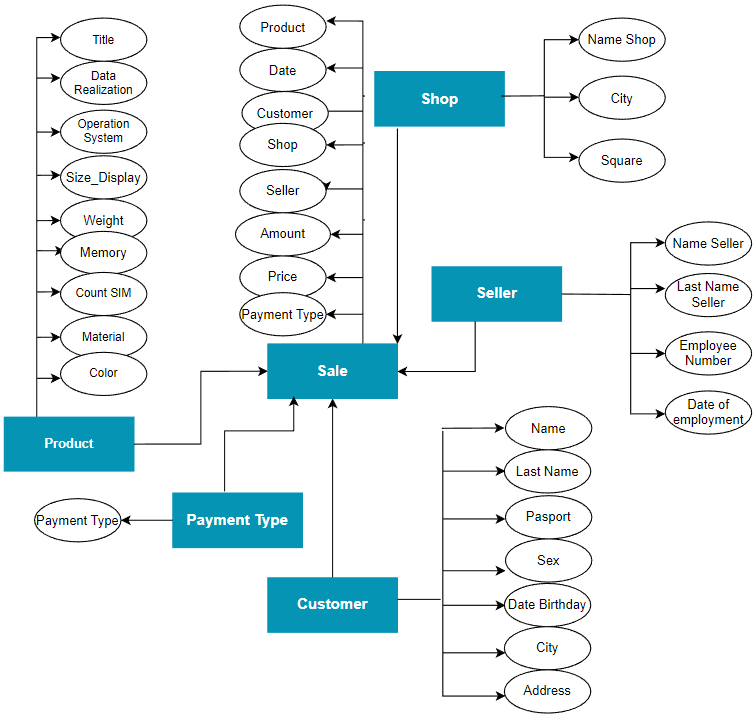 Title
Data
Realization
Operation
System
Size_Display
Weight
Memory
Count SIM
Material
Color
Product
Product
Date
Customer
Shop
Seller
Amount
Price
Payment Type
Sale
Shop
Name Shop
City
Square
Seller
Name Seller
Last Name
Seller
Employee
Number
Date of
employment
Payment Type
Payment Type
Customer
Name
Last Name
Pasport
Sex
Date Birthday
City
Address